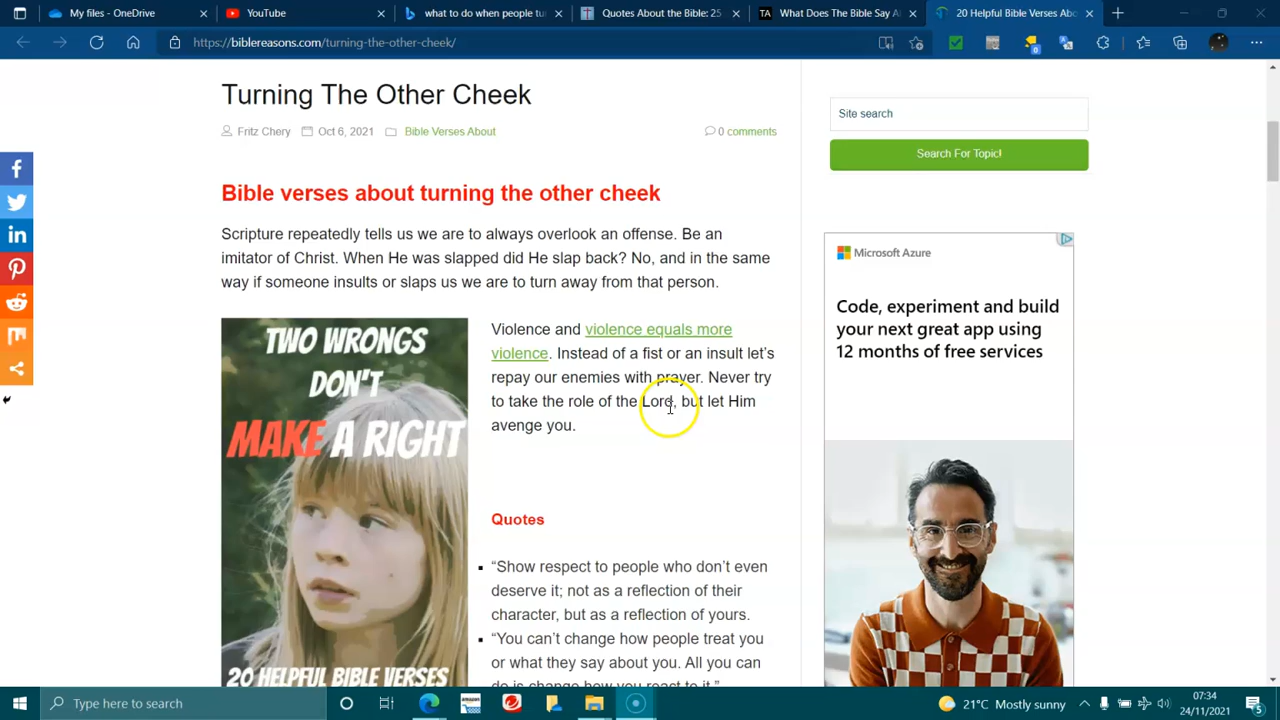 My files - OneDrive
YouTube
what to do when people tu
Quotes About the Bible: 25
What Does The Bible Say A
20 Helpful Bible Verses Abo
https://biblereasons.com/turning-the-other-cheek/
Turning The Other Cheek
Fritz Chery Oct 6, 2021 Bible Verses About 0 comments
Bible verses about turning the other cheek
Scripture repeatedly tells us we are to always overlook an offense. Be an
imitator of Christ. When He was slapped did He slap back? No, and in the same
way if someone insults or slaps us we are to turn away from that person.
TWO WRONGS
DON'T
MAKE A RIGHT
20 HELPFUL BIBLE VERSES
Violence and violence equals more
violence. Instead of a fist or an insult let's
repay our enemies with prayer. Never try
to take the role of the Lord, but let Him
avenge you.
Quotes
▪ “Show respect to people who don’t even
deserve it; not as a reflection of their
character, but as a reflection of yours.
▪ “You can’t change how people treat you
or what they say about you. All you can
do is change how you react to it.”
Site search
Search For Topic!
Microsoft Azure
Code, experiment and build
your next great app using
12 months of free services
Type here to search
amazon
21°C Mostly sunny
07:34
24/11/2021
5